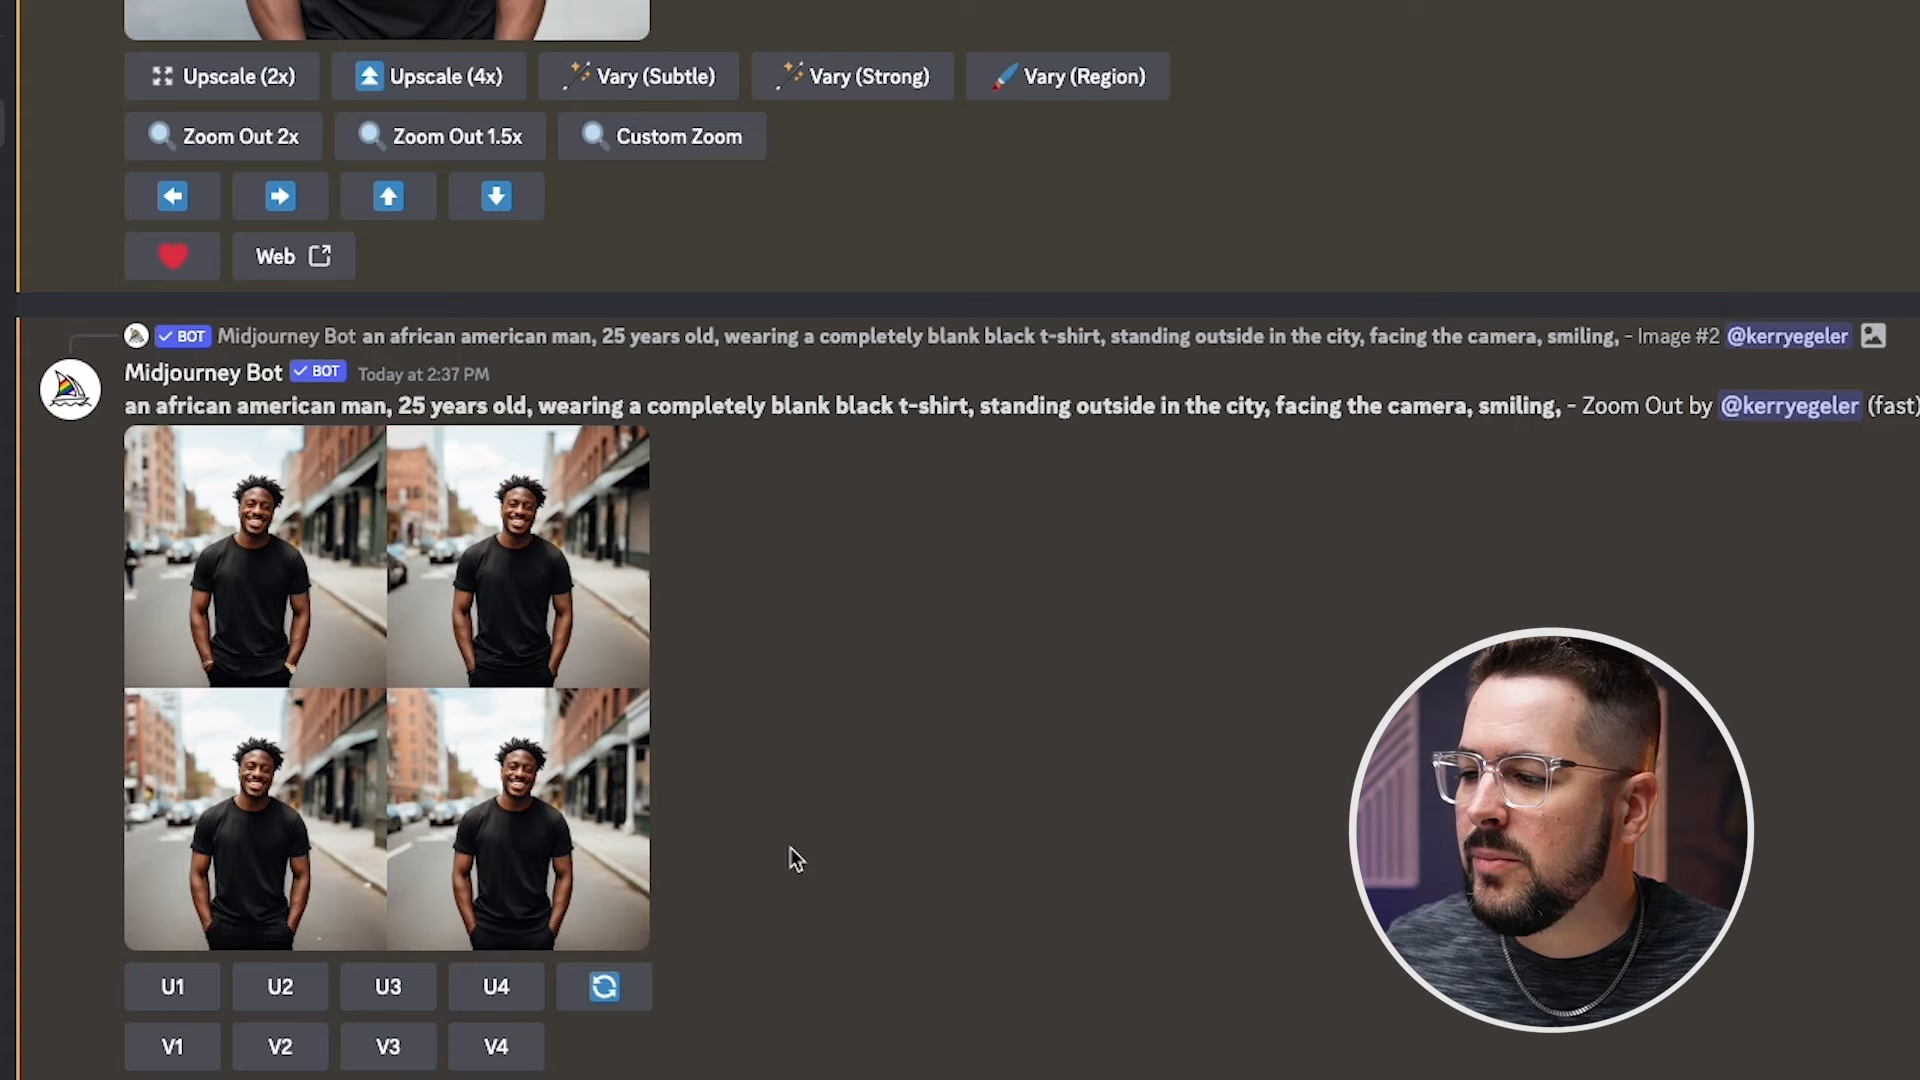 Upscale (2x) Upscale (4x) Vary (Subtle) Vary (Strong) Vary (Region)
Zoom Out 2x Zoom Out 1.5x Custom Zoom
Web
BOT Midjourney Bot an african american man, 25 years old, wearing a completely blank black t-shirt, standing outside in the city, facing the camera, smiling, - Image #2 @kerryegeler
Midjourney Bot BOT Today at 2:37 PM
an african american man, 25 years old, wearing a completely blank black t-shirt, standing outside in the city, facing the camera, smiling, - Zoom Out by @kerryegeler (fast)
U1 U2 U3 U4
V1 V2 V3 V4